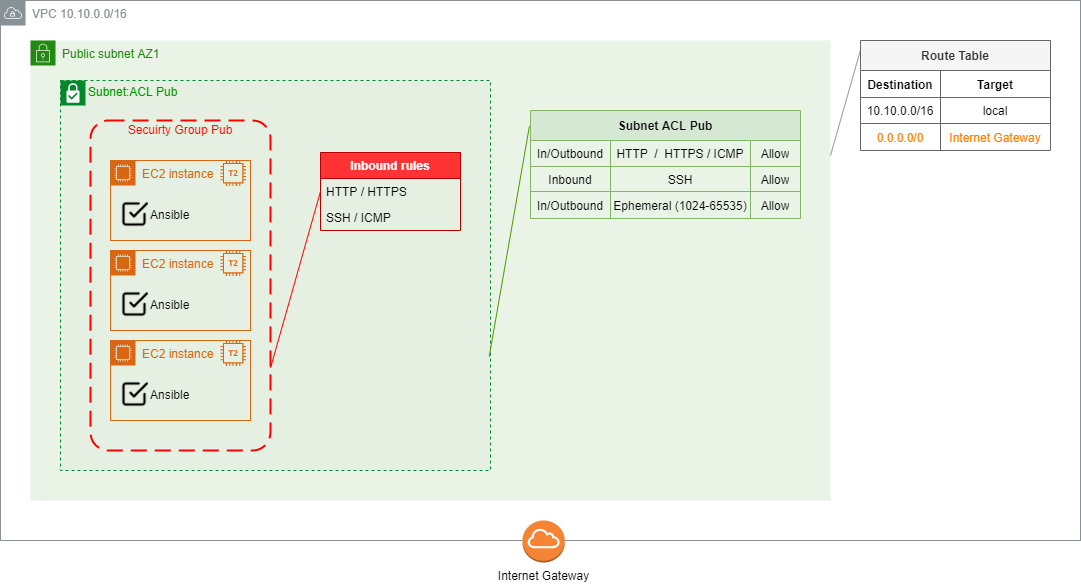 VPC 10.10.0.0/16
Public subnet AZ1
Subnet:ACL Pub
Secuirty Group Pub
EC2 instance T2
Ansible
EC2 instance T2
Ansible
EC2 instance T2
Ansible
Inbound rules
HTTP / HTTPS
SSH / ICMP
Subnet ACL Pub
In/Outbound HTTP / HTTPS / ICMP Allow
Inbound SSH Allow
In/Outbound Ephemeral (1024-65535) Allow
Route Table
Destination Target
10.10.0.0/16 local
0.0.0.0/0 Internet Gateway
Internet Gateway